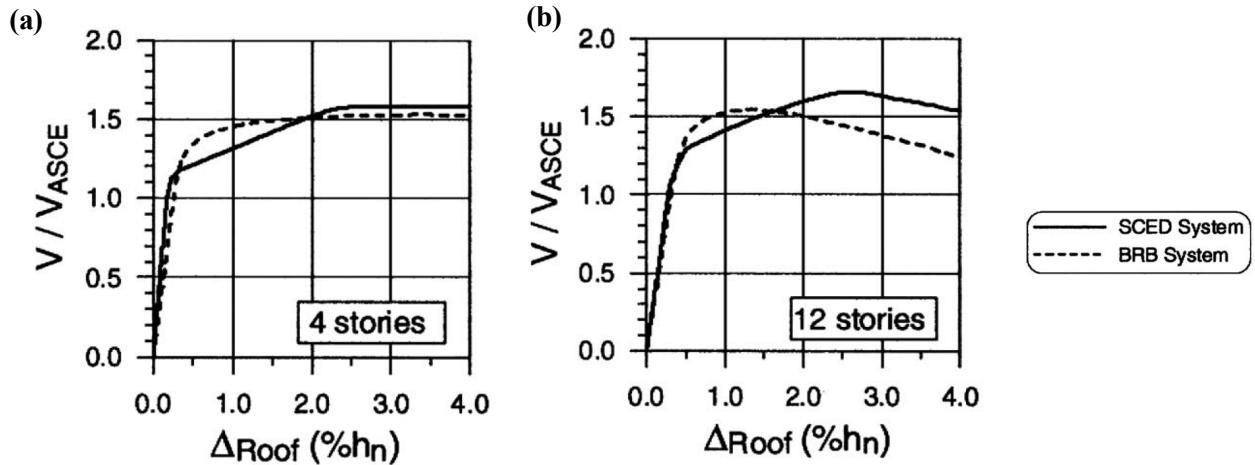 (a)
2.0
1.5
1.0
0.5
0.0
V / VASCE
4 stories
0.0 1.0 2.0 3.0 4.0
ΔRoof (%hn)
(b)
2.0
1.5
1.0
0.5
0.0
V / VASCE
12 stories
0.0 1.0 2.0 3.0 4.0
ΔRoof (%hn)
SCED System
BRB System